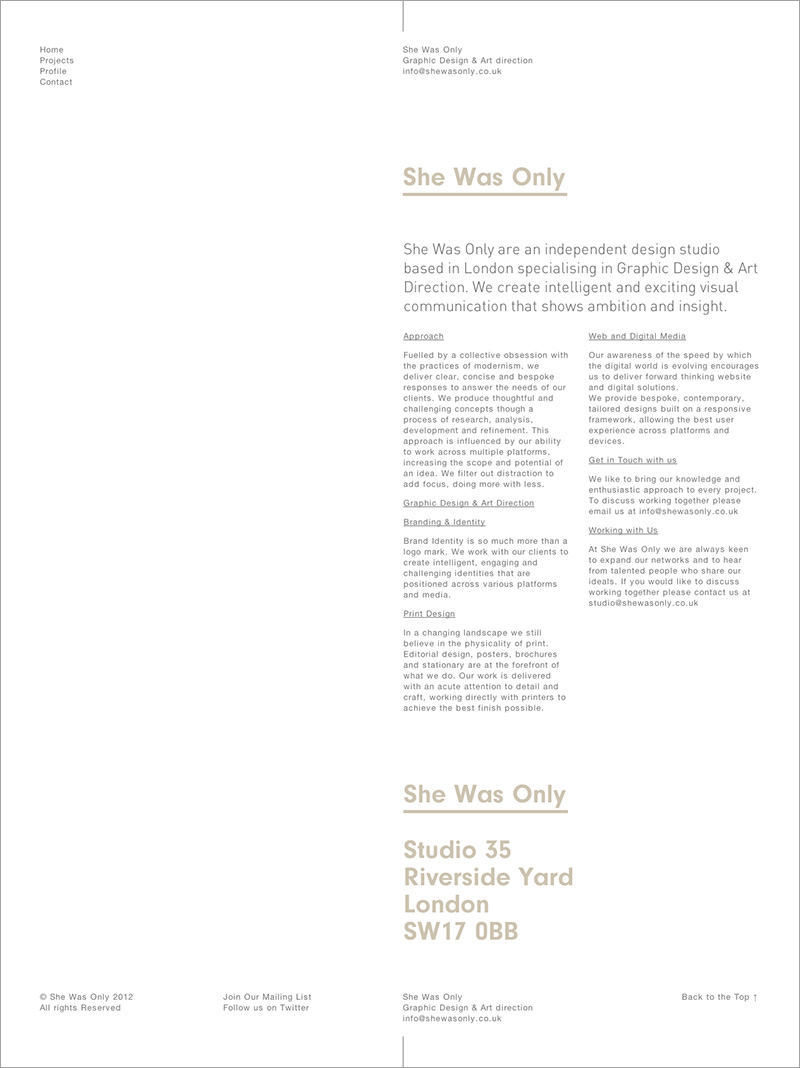 Home
Projects
Profile
Contact
She Was Only
Graphic Design & Art direction
info@shewasonly.co.uk
She Was Only
She Was Only are an independent design studio
based in London specialising in Graphic Design & Art
Direction. We create intelligent and exciting visual
communication that shows ambition and insight.
Approach
Fuelled by a collective obsession with
the practices of modernism, we
deliver clear, concise and bespoke
responses to answer the needs of our
clients. We produce thoughtful and
challenging concepts though a
process of research, analysis,
development and refinement. This
approach is influenced by our ability
to work across multiple platforms,
increasing the scope and potential of
an idea. We filter out distraction to
add focus, doing more with less.
Graphic Design & Art Direction
Branding & Identity
Brand Identity is so much more than a
logo mark. We work with our clients to
create intelligent, engaging and
challenging identities that are
positioned across various platforms
and media.
Print Design
In a changing landscape we still
believe in the physicality of print.
Editorial design, posters, brochures
and stationary are at the forefront of
what we do. Our work is delivered
with an acute attention to detail and
craft, working directly with printers to
achieve the best finish possible.
Web and Digital Media
Our awareness of the speed by which
the digital world is evolving encourages
us to deliver forward thinking website
and digital solutions.
We provide bespoke, contemporary,
tailored designs built on a responsive
framework, allowing the best user
experience across platforms and
devices.
Get in Touch with us
We like to bring our knowledge and
enthusiastic approach to every project.
To discuss working together please
email us at info@shewasonly.co.uk
Working with Us
At She Was Only we are always keen
to expand our networks and to hear
from talented people who share our
ideals. If you would like to discuss
working together please contact us at
studio@shewasonly.co.uk
She Was Only
Studio 35
Riverside Yard
London
SW17 0BB
© She Was Only 2012
All rights Reserved
Join Our Mailing List
Follow us on Twitter
She Was Only
Graphic Design & Art direction
info@shewasonly.co.uk
Back to the Top ↑